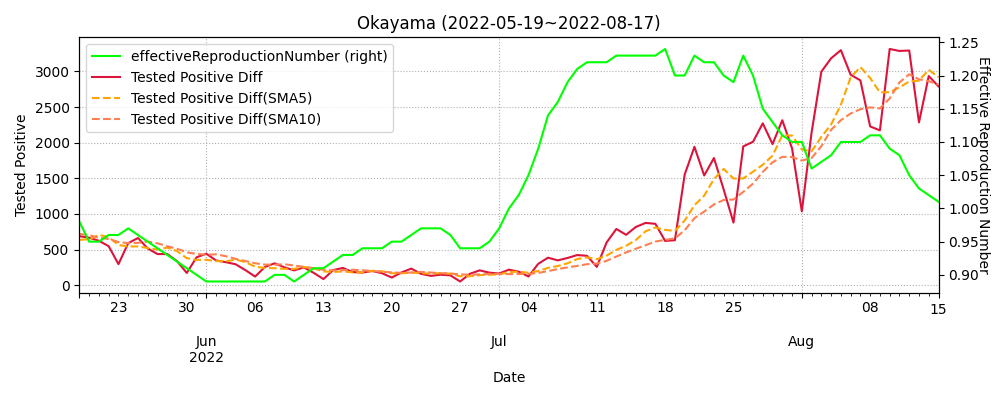 Okayama (2022-05-19~2022-08-17)
effectiveReproductionNumber (right)
Tested Positive Diff
Tested Positive Diff(SMA5)
Tested Positive Diff(SMA10)
Tested Positive
3000
2500
2000
1500
1000
500
0
1.25
1.20
1.15
1.10
1.05
1.00
0.95
0.90
Effective Reproduction Number
23 30 06 13 20 27 04 11 18 25 08 15
Jun Jul Aug
2022
Date